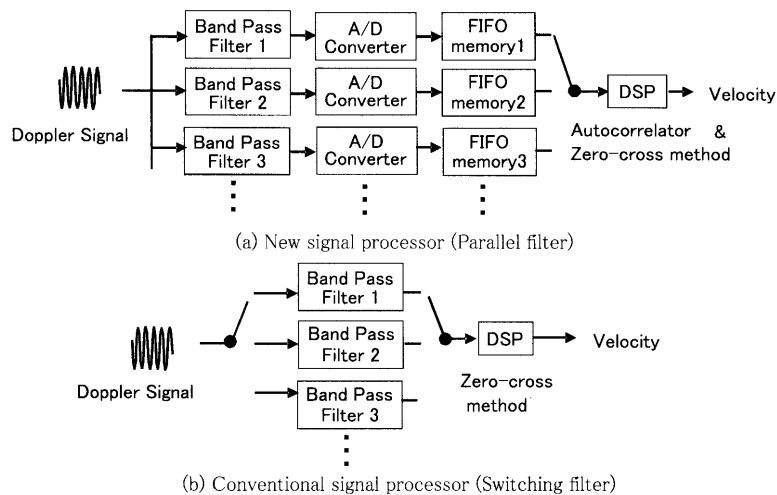 Band Pass
Filter 1
A/D
Converter
FIFO
memory1
Band Pass
Filter 2
A/D
Converter
FIFO
memory2
DSP
Velocity
Doppler Signal
Band Pass
Filter 3
A/D
Converter
FIFO
memory3
Autocorrelator &
Zero-cross method
(a) New signal processor (Parallel filter)
Band Pass
Filter 1
Band Pass
Filter 2
DSP
Velocity
Doppler Signal
Band Pass
Filter 3
Zero-cross
method
(b) Conventional signal processor (Switching filter)